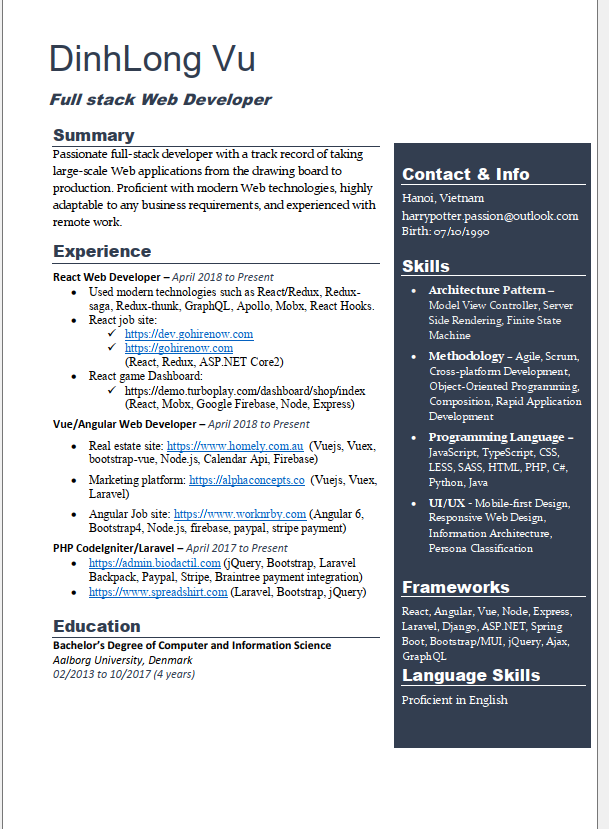 DinhLong Vu
Full stack Web Developer
Summary
Passionate full-stack developer with a track record of taking
large-scale Web applications from the drawing board to
production. Proficient with modern Web technologies, highly
adaptable to any business requirements, and experienced with
remote work.
Experience
React Web Developer – April 2018 to Present
• Used modern technologies such as React/Redux, Redux-
saga, Redux-thunk, GraphQL, Apollo, Mobx, React Hooks.
• React job site:
✓ https://dev.gohirenow.com
✓ https://gohirenow.com
(React, Redux, ASP.NET Core2)
• React game Dashboard:
✓ https://demo.turboplay.com/dashboard/shop/index
(React, Mobx, Google Firebase, Node, Express)
Vue/Angular Web Developer – April 2018 to Present
• Real estate site: https://www.homely.com.au (Vuejs, Vuex,
bootstrap-vue, Node.js, Calendar Api, Firebase)
• Marketing platform: https://alphaconcepts.co (Vuejs, Vuex,
Laravel)
• Angular Job site: https://www.worknrby.com (Angular 6,
Bootstrap4, Node.js, firebase, paypal, stripe payment)
PHP CodeIgniter/Laravel – April 2017 to Present
• https://admin.biodactil.com (jQuery, Bootstrap, Laravel
Backpack, Paypal, Stripe, Braintree payment integration)
• https://www.spreadshirt.com (Laravel, Bootstrap, jQuery)
Education
Bachelor's Degree of Computer and Information Science
Aalborg University, Denmark
02/2013 to 10/2017 (4 years)
Contact & Info
Hanoi, Vietnam
harrypotter.passion@outlook.com
Birth: 07/10/1990
Skills
• Architecture Pattern –
Model View Controller, Server
Side Rendering, Finite State
Machine
• Methodology – Agile, Scrum,
Cross-platform Development,
Object-Oriented Programming,
Composition, Rapid Application
Development
• Programming Language –
JavaScript, TypeScript, CSS,
LESS, SASS, HTML, PHP, C#,
Python, Java
• UI/UX - Mobile-first Design,
Responsive Web Design,
Information Architecture,
Persona Classification
Frameworks
React, Angular, Vue, Node, Express,
Laravel, Django, ASP.NET, Spring
Boot, Bootstrap/MUI, jQuery, Ajax,
GraphQL
Language Skills
Proficient in English